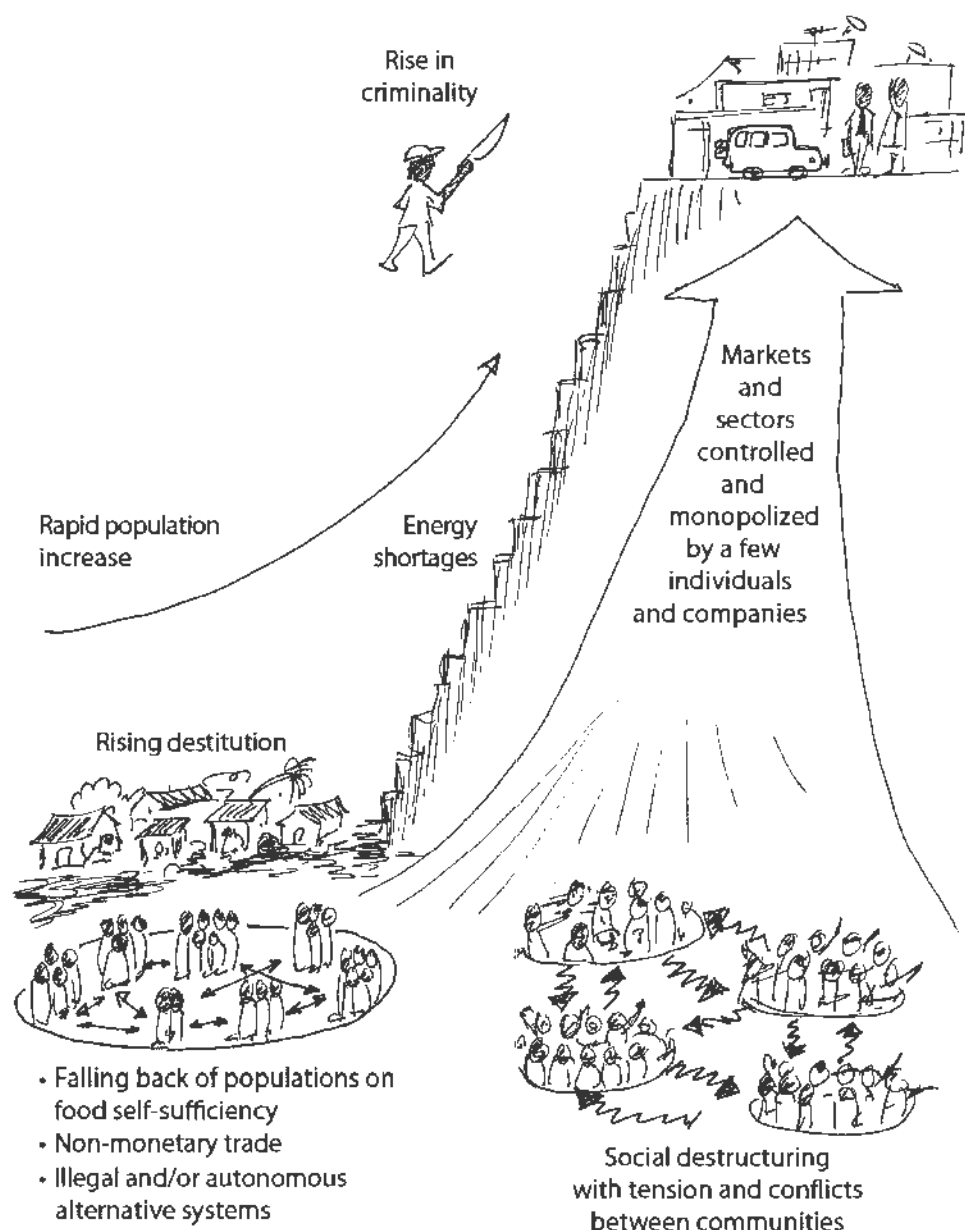 Rise in
criminality
Markets
and
sectors
controlled
and
monopolized
by a few
individuals
and companies
Rapid population
increase
Energy
shortages
Rising destitution
• Falling back of populations on
food self-sufficiency
• Non-monetary trade
• Illegal and/or autonomous
alternative systems
Social destructuring
with tension and conflicts
between communities